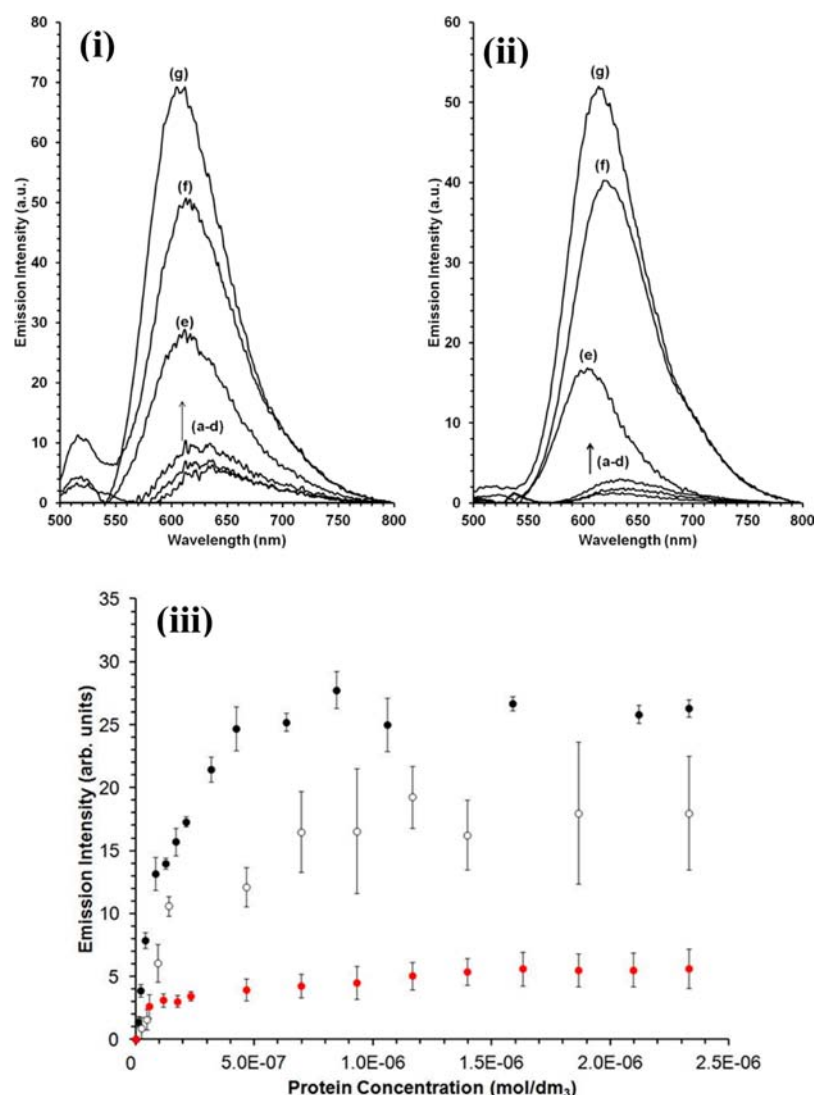 (i)
80
70
60
50
40
30
20
10
0
Emission Intensity (a.u.)
(g)
(f)
(e)
(a-d)
500 550 600 650 700 750 800
Wavelength (nm)
(ii)
60
50
40
30
20
10
0
Emission Intensity (a.u.)
(g)
(f)
(e)
(a-d)
500 550 600 650 700 750 800
Wavelength (nm)
(iii)
35
30
25
20
15
10
5
0
Emission Intensity (arb. units)
0 5.0E-07 1.0E-06 1.5E-06 2.0E-06 2.5E-06
Protein Concentration (mol/dm3)